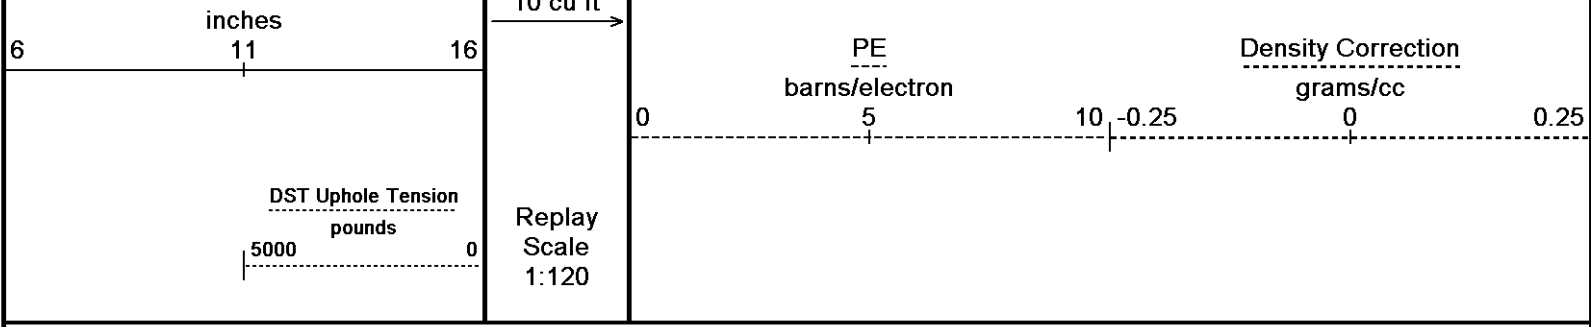 inches
6 11 16
10 cu ft
PE
barns/electron
0 5 10
Density Correction
grams/cc
-0.25 0 0.25
DST Uphole Tension
pounds
5000 0
Replay
Scale
1:120